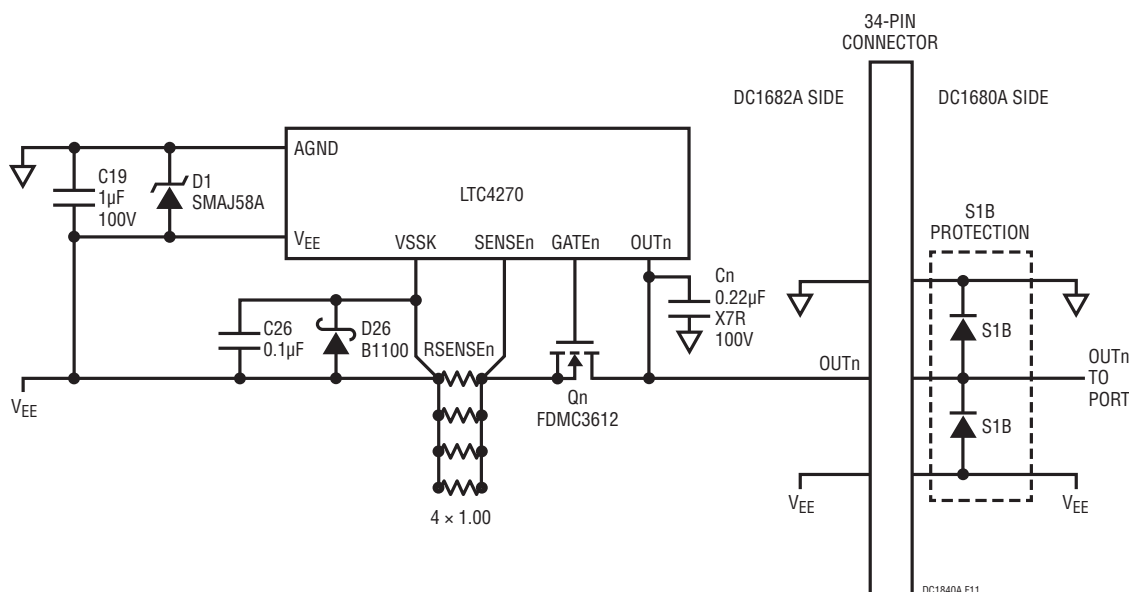 34-PIN
CONNECTOR
DC1682A SIDE
DC1680A SIDE
AGND
C19
1µF
100V
D1
SMAJ58A
LTC4270
S1B
PROTECTION
VEE
VSSK
SENSEn
GATEn
OUTn
Cn
0.22µF
X7R
100V
C26
0.1µF
D26
B1100
RSENSEn
S1B
OUTn
OUTn
TO
PORT
VEE
Qn
FDMC3612
S1B
VEE
VEE
4 × 1.00
DC1840A F11